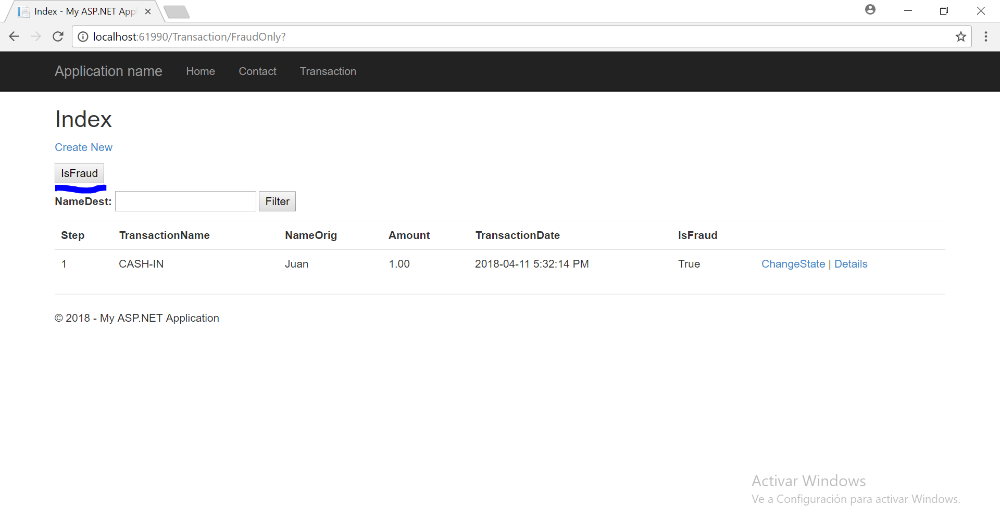 Index - My ASP.NET App
localhost:61990/Transaction/FraudOnly?
Application name Home Contact Transaction
Index
Create New
IsFraud
NameDest: Filter
Step TransactionName NameOrig Amount TransactionDate IsFraud
1 CASH-IN Juan 1.00 2018-04-11 5:32:14 PM True ChangeState | Details
© 2018 - My ASP.NET Application
Activar Windows
Ve a Configuración para activar Windows.